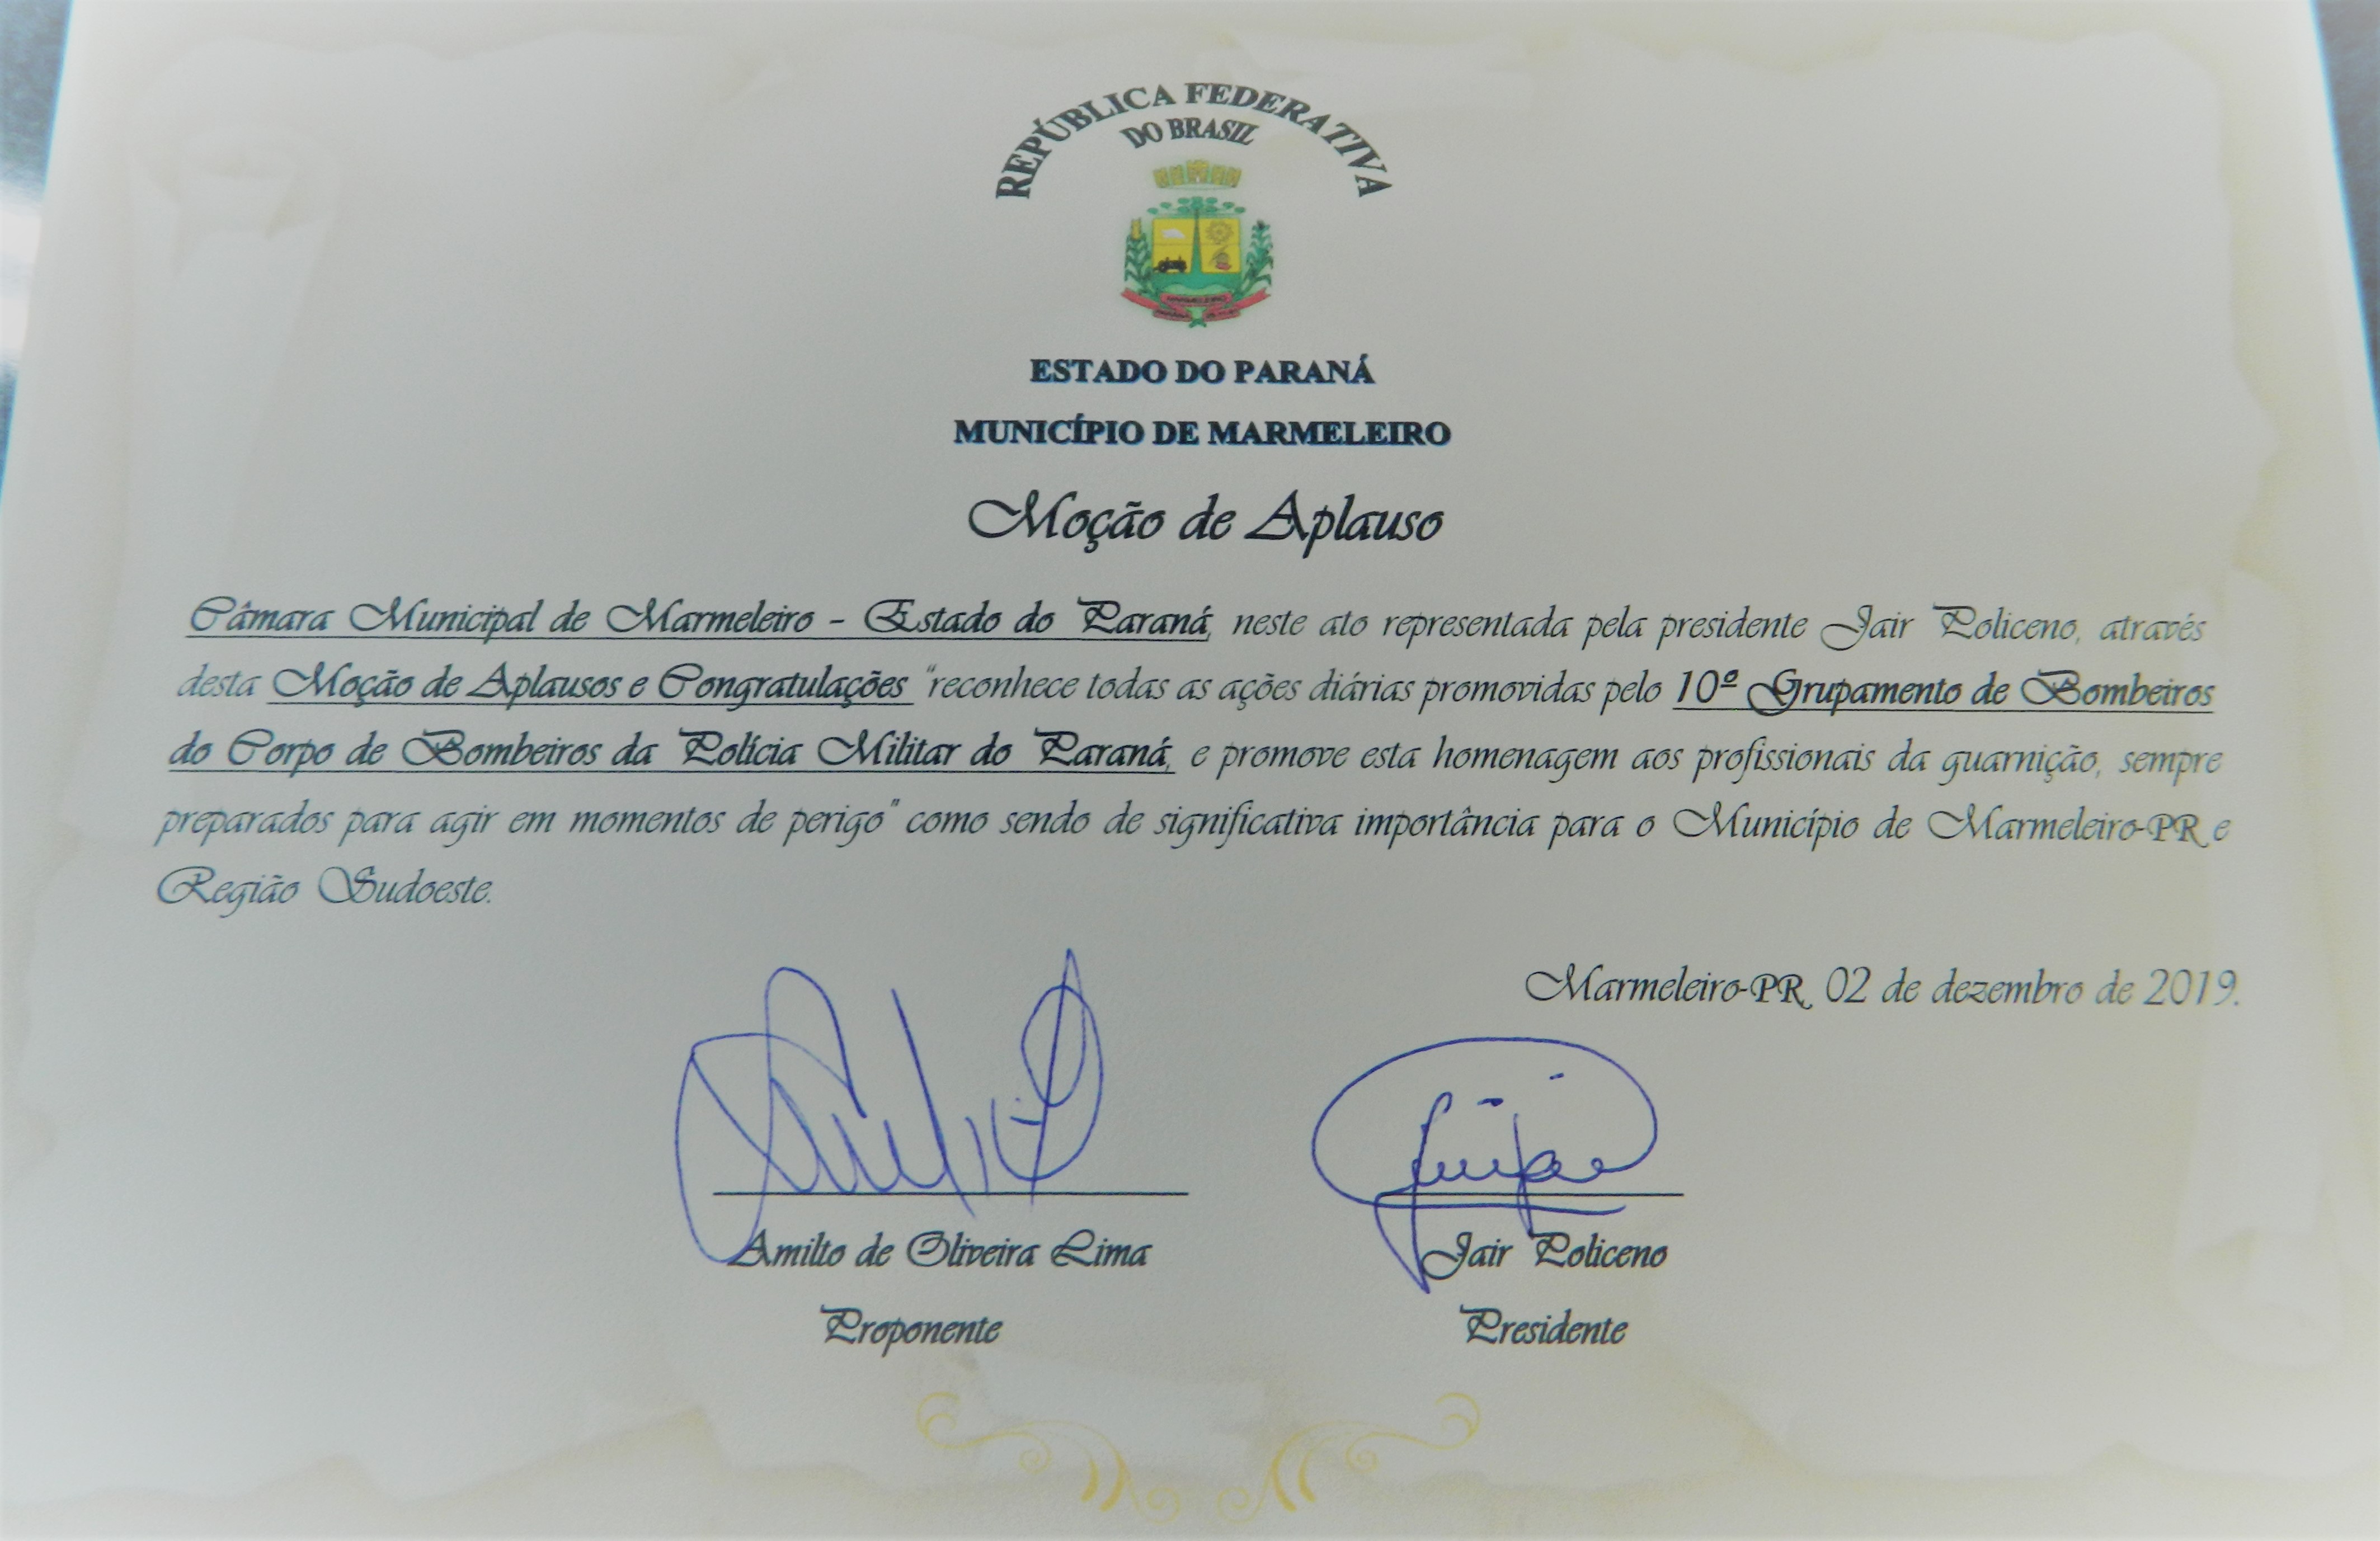 REPÚBLICA FEDERATIVA
DO BRASIL
MARMELEIRO
ESTADO DO PARANÁ
MUNICÍPIO DE MARMELEIRO
Moção de Aplauso
Câmara Municipal de Marmeleiro - Estado do Paraná, neste ato representada pela presidente Jair Policeno, através
desta Moção de Aplausos e Congratulações "reconhece todas as ações diárias promovidas pelo 10º Grupamento de Bombeiros
do Corpo de Bombeiros da Polícia Militar do Paraná, e promove esta homenagem aos profissionais da guarnição, sempre
preparados para agir em momentos de perigo" como sendo de significativa importância para o Município de Marmeleiro-PR e
Região Sudoeste.
Marmeleiro-PR, 02 de dezembro de 2019.
Amilto de Oliveira Lima
Jair Policeno
Proponente
Presidente